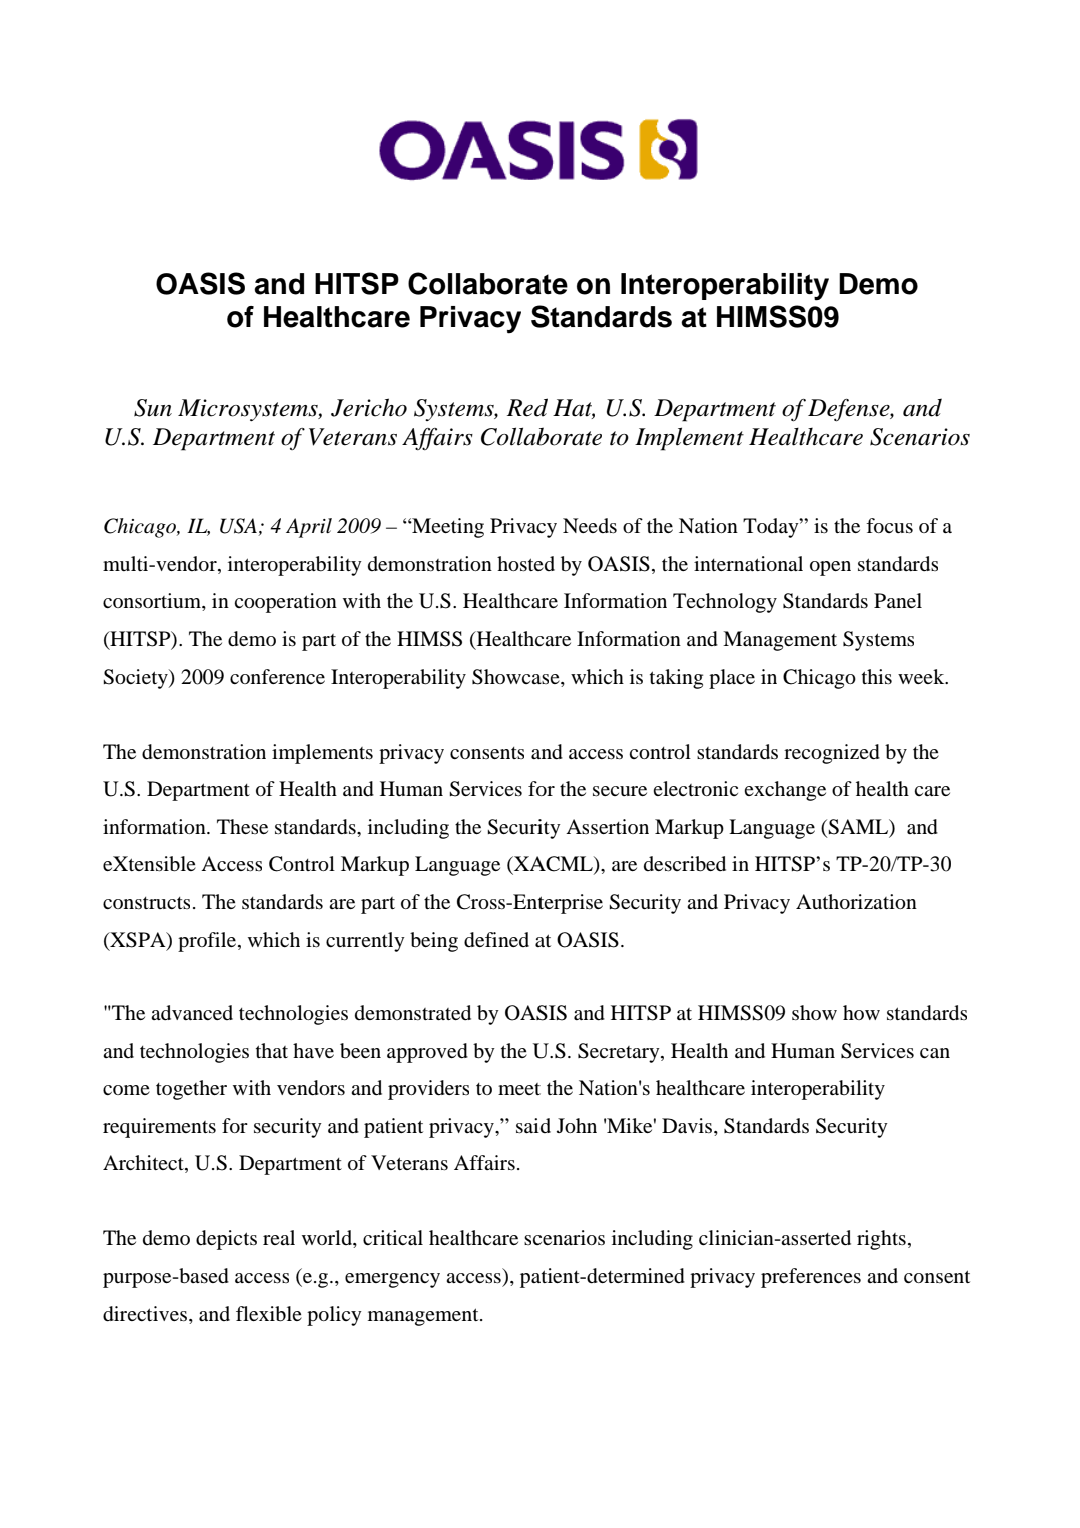 OASIS
OASIS and HITSP Collaborate on Interoperability Demo
of Healthcare Privacy Standards at HIMSS09
Sun Microsystems, Jericho Systems, Red Hat, U.S. Department of Defense, and
U.S. Department of Veterans Affairs Collaborate to Implement Healthcare Scenarios
Chicago, IL, USA; 4 April 2009 – “Meeting Privacy Needs of the Nation Today” is the focus of a
multi-vendor, interoperability demonstration hosted by OASIS, the international open standards
consortium, in cooperation with the U.S. Healthcare Information Technology Standards Panel
(HITSP). The demo is part of the HIMSS (Healthcare Information and Management Systems
Society) 2009 conference Interoperability Showcase, which is taking place in Chicago this week.
The demonstration implements privacy consents and access control standards recognized by the
U.S. Department of Health and Human Services for the secure electronic exchange of health care
information. These standards, including the Security Assertion Markup Language (SAML)  and
eXtensible Access Control Markup Language (XACML), are described in HITSP’s TP-20/TP-30
constructs. The standards are part of the Cross-Enterprise Security and Privacy Authorization
(XSPA) profile, which is currently being defined at OASIS.
"The advanced technologies demonstrated by OASIS and HITSP at HIMSS09 show how standards
and technologies that have been approved by the U.S. Secretary, Health and Human Services can
come together with vendors and providers to meet the Nation's healthcare interoperability
requirements for security and patient privacy,” said John 'Mike' Davis, Standards Security
Architect, U.S. Department of Veterans Affairs.
The demo depicts real world, critical healthcare scenarios including clinician-asserted rights,
purpose-based access (e.g., emergency access), patient-determined privacy preferences and consent
directives, and flexible policy management.